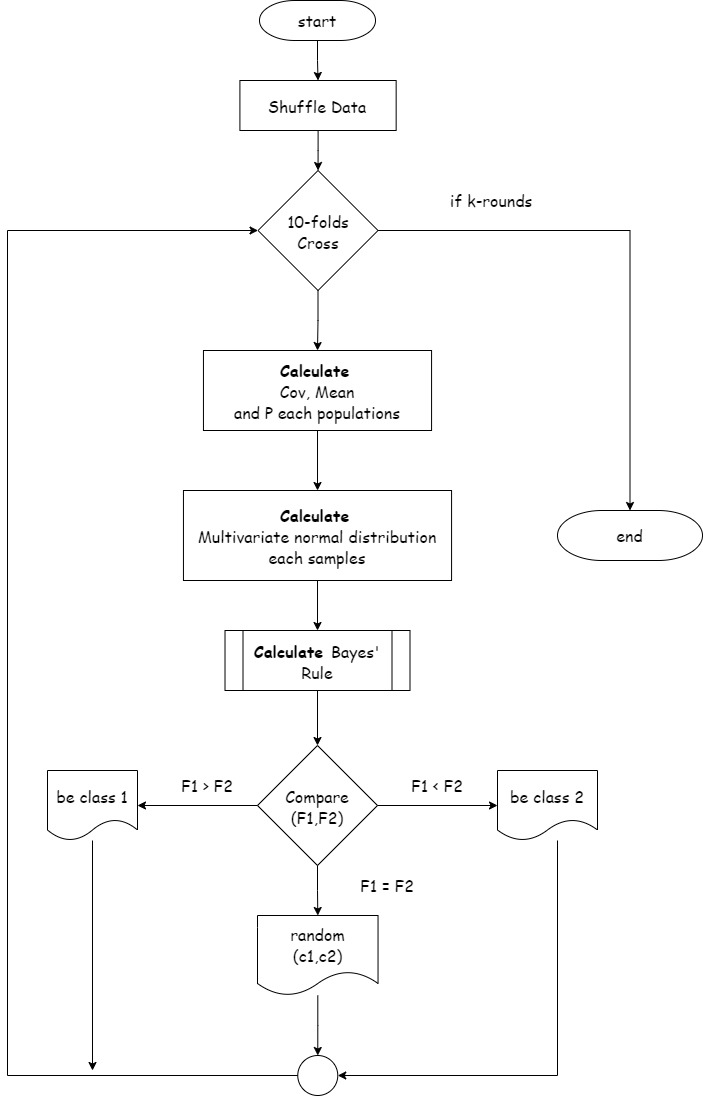 start
Shuffle Data
if k-rounds
10-folds
Cross
Calculate
Cov, Mean
and P each populations
Calculate
Multivariate normal distribution
each samples
end
Calculate Bayes'
Rule
F1 > F2
F1 < F2
be class 1
Compare
(F1,F2)
be class 2
F1 = F2
random
(c1,c2)